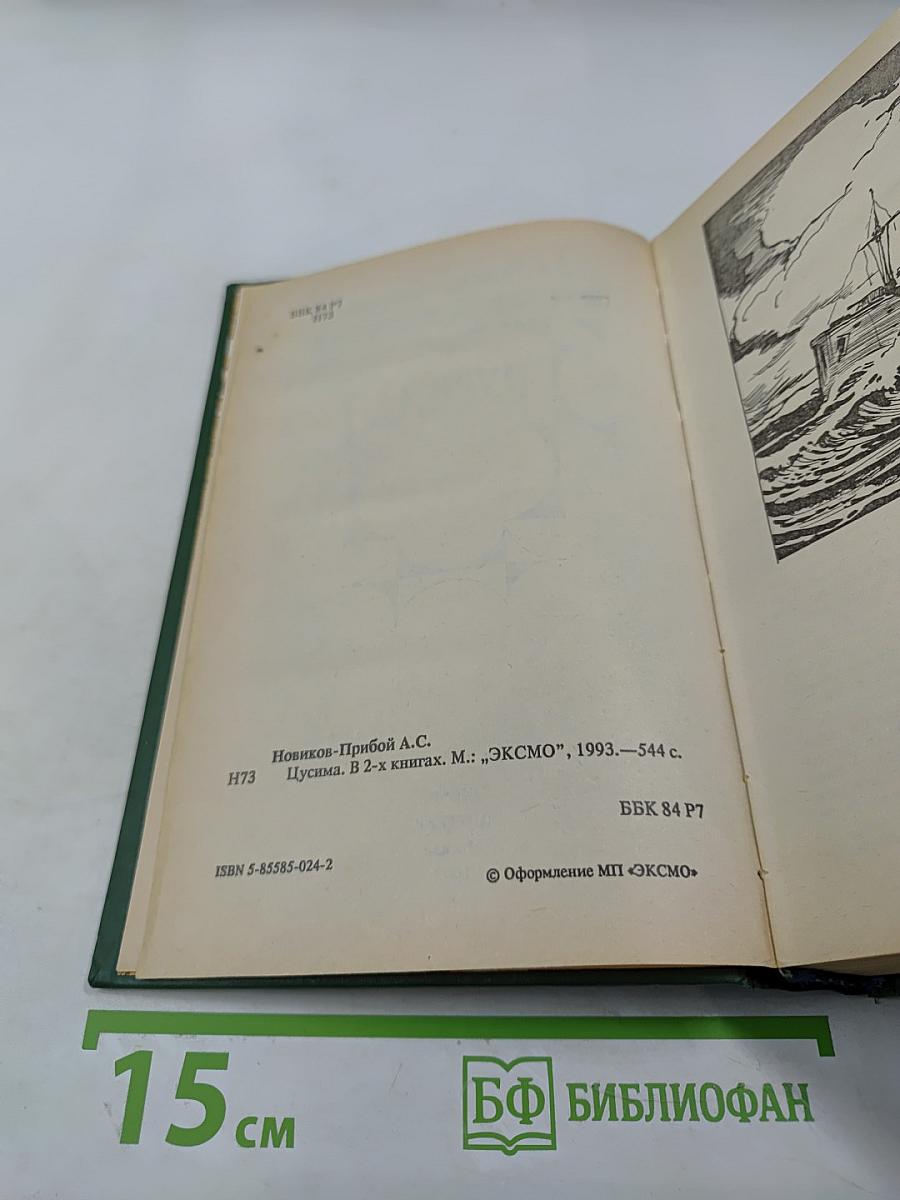 ББК 84 Р7
Н73
Новиков-Прибой А.С.
Н73 Цусима. В 2-х книгах. М.: „ЭКСМО”, 1993.—544 с.
ББК 84 Р7
ISBN 5-85585-024-2
© Оформление МП «ЭКСМО»
15 см
БФ БИБЛИОФАН